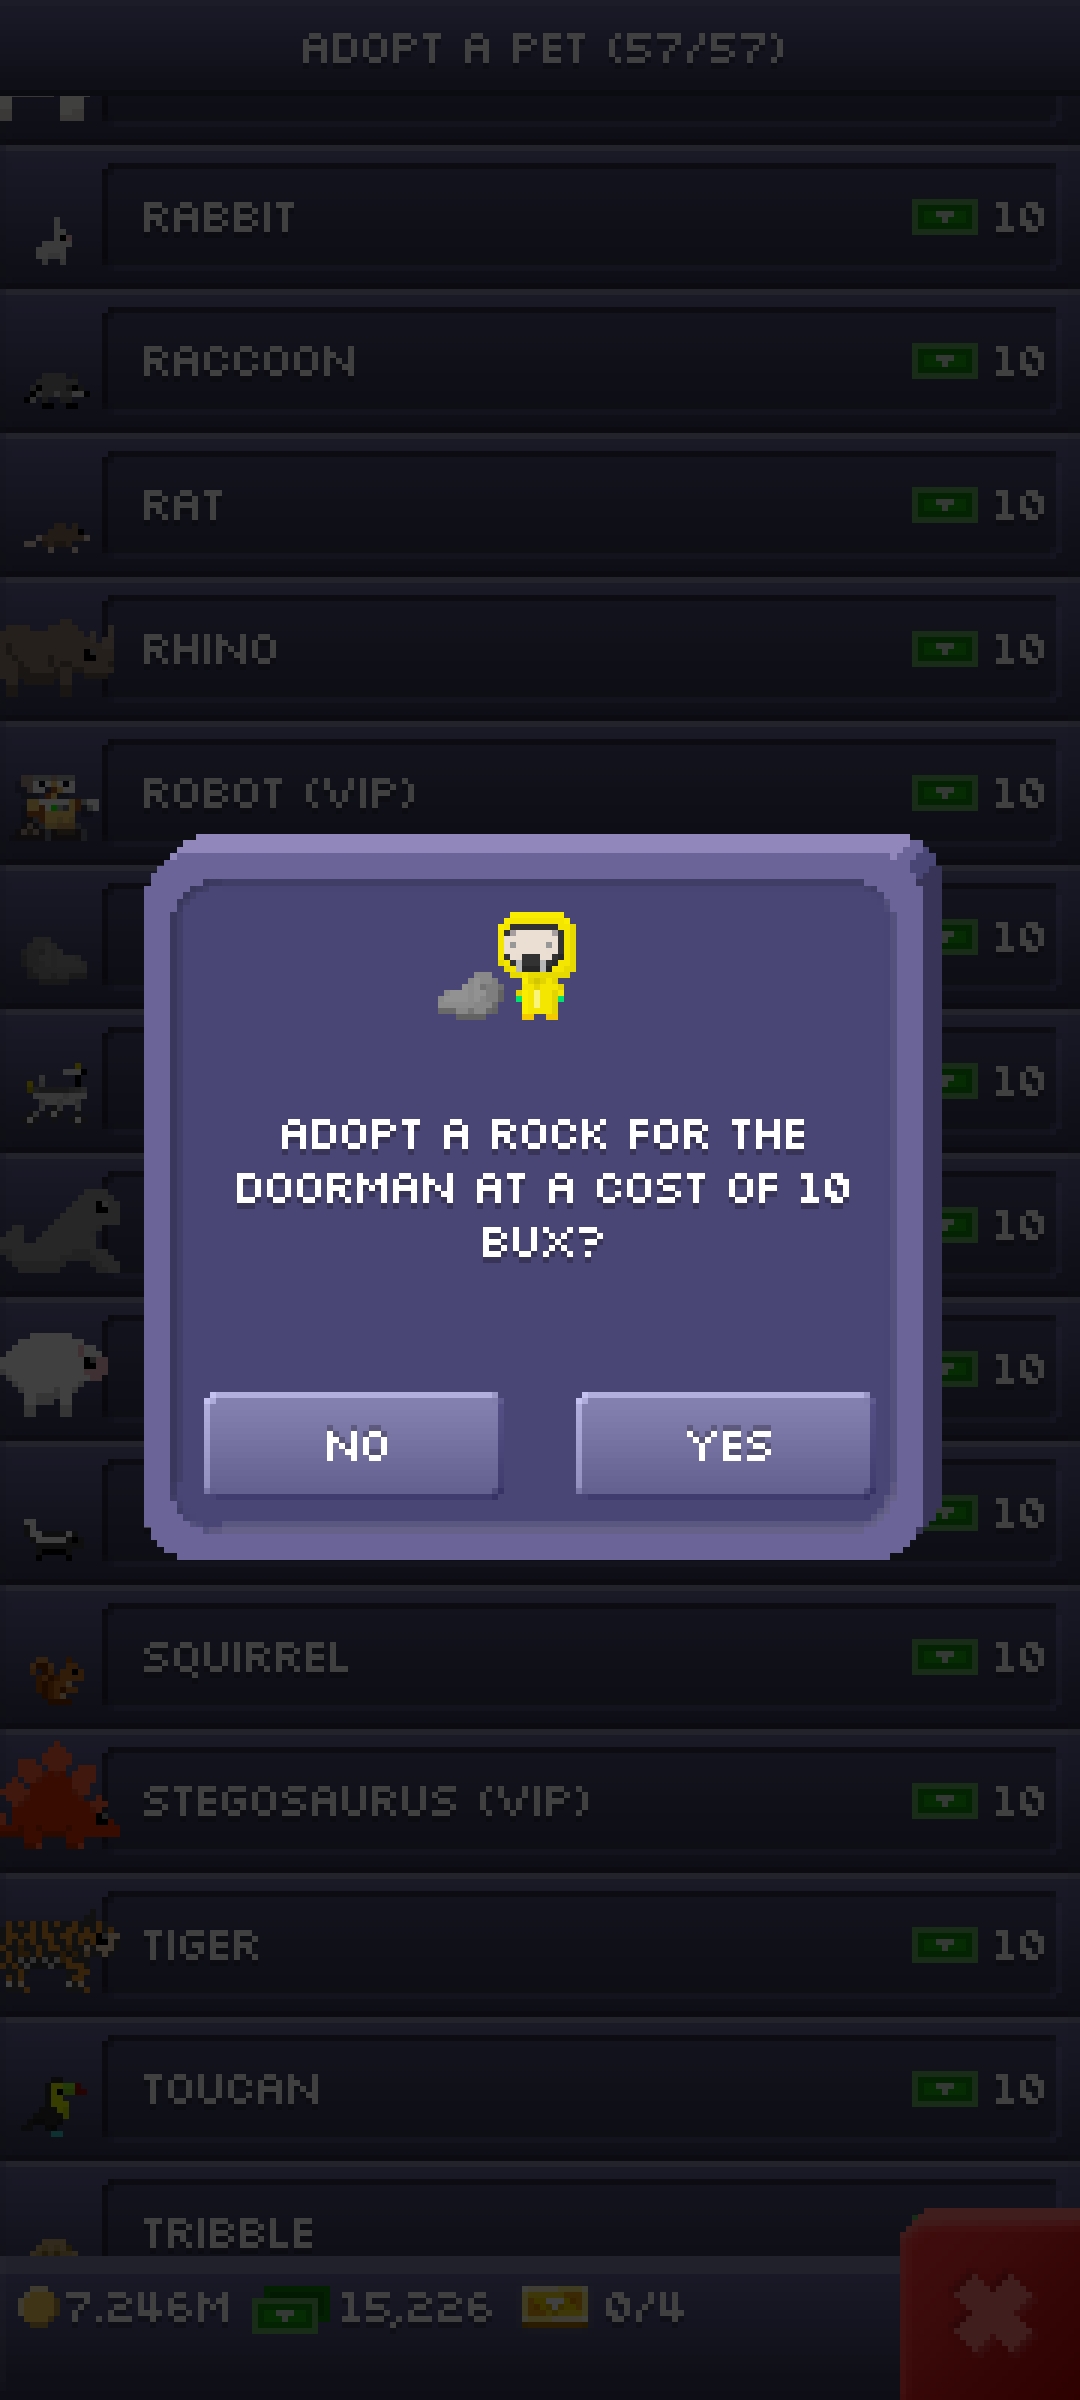 ADOPT A PET (57/57)
RABBIT 10
RACCOON 10
RAT 10
RHINO 10
ROBOT (VIP) 10
10
10
10
10
10
ADOPT A ROCK FOR THE
DOORMAN AT A COST OF 10
BUX?
NO YES
SQUIRREL 10
STEGOSAURUS (VIP) 10
TIGER 10
TOUCAN 10
TRIBBLE
7.246M 15,226 0/4